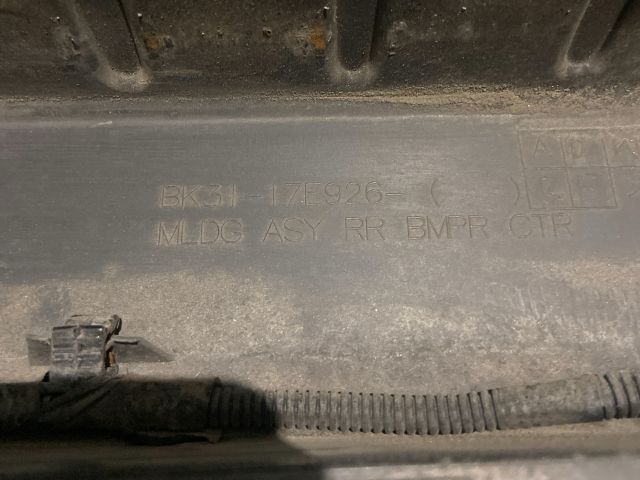 BK31-17E926-(    )
MLDG ASY RR BMPR CTR